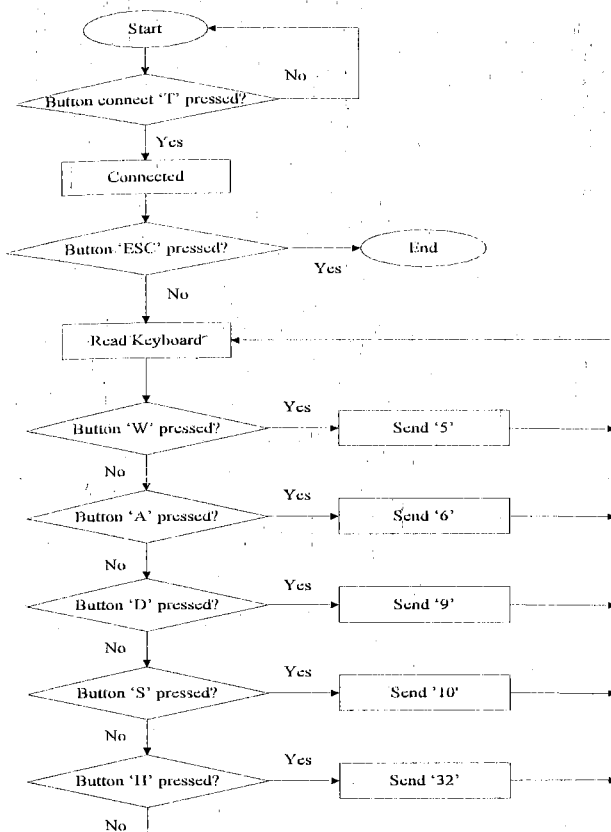 Start
No
Button connect ‘T’ pressed?
Yes
Connected
Button ‘ESC’ pressed?
End
Yes
No
Read Keyboard
Yes
Button ‘W’ pressed?
Send ‘5’
No
Yes
Button ‘A’ pressed?
Send ‘6’
No
Yes
Button ‘D’ pressed?
Send ‘9’
No
Yes
Button ‘S’ pressed?
Send ‘10’
No
Yes
Button ‘H’ pressed?
Send ‘32’
No